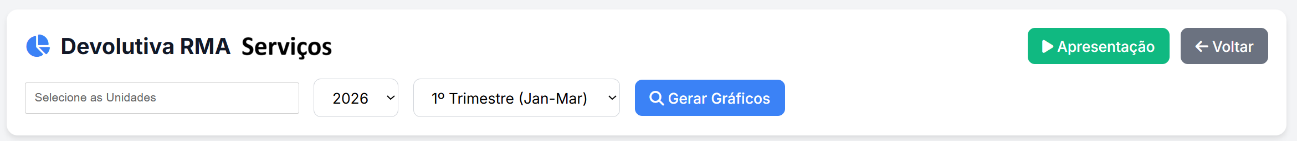 Devolutiva RMA Serviços
Apresentação
Voltar
Selecione as Unidades
2026
1º Trimestre (Jan-Mar)
Gerar Gráficos